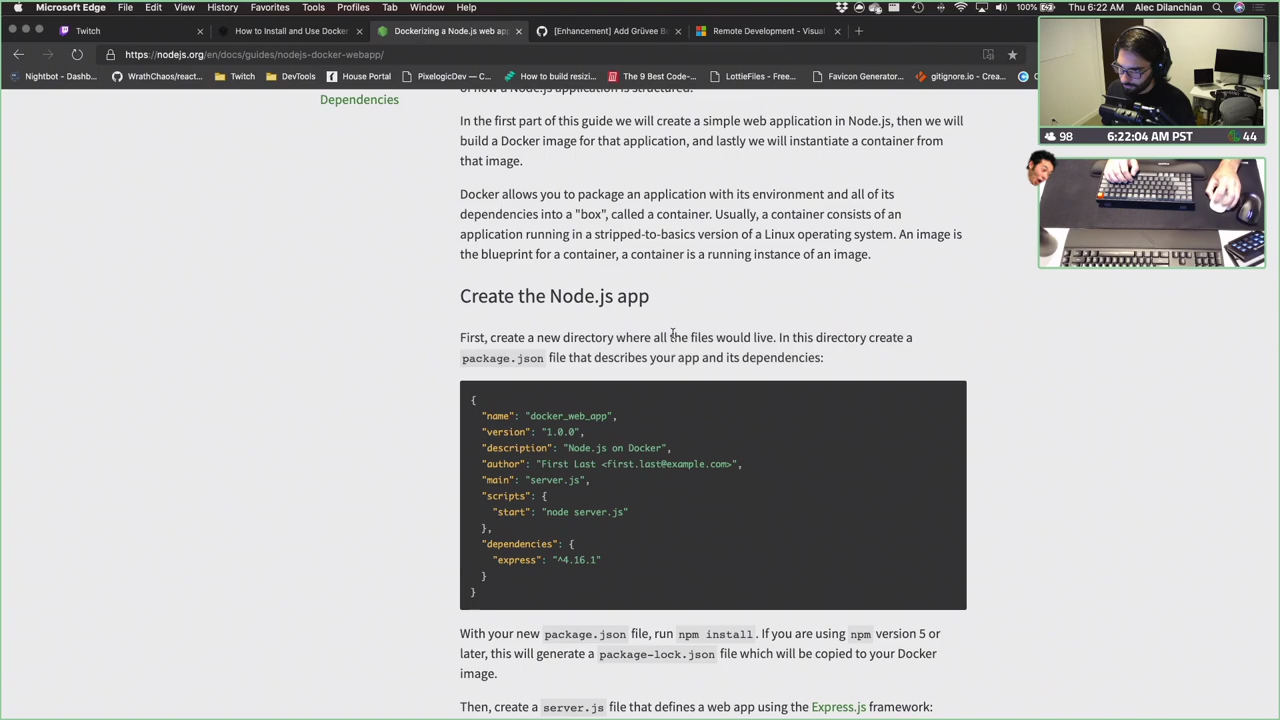 Microsoft Edge File Edit View History Favorites Tools Profiles Tab Window Help 100% Thu 6:22 AM Alec Dilanchian
Twitch × How to Install and Use Docker × Dockerizing a Node.js web app × [Enhancement] Add Grüvee Bo × Remote Development - Visual ×
https://nodejs.org/en/docs/guides/nodejs-docker-webapp/
Nightbot - Dashb... WrathChaos/react... Twitch DevTools House Portal PixelogicDev — C... How to build resizi... The 9 Best Code-... LottieFiles - Free... Favicon Generator... gitignore.io - Crea...
98 6:22:04 AM PST 44
of how a Node.js application is structured.
Dependencies
In the first part of this guide we will create a simple web application in Node.js, then we will
build a Docker image for that application, and lastly we will instantiate a container from
that image.
Docker allows you to package an application with its environment and all of its
dependencies into a "box", called a container. Usually, a container consists of an
application running in a stripped-to-basics version of a Linux operating system. An image is
the blueprint for a container, a container is a running instance of an image.
Create the Node.js app
First, create a new directory where all the files would live. In this directory create a
package.json file that describes your app and its dependencies:
{
"name": "docker_web_app",
"version": "1.0.0",
"description": "Node.js on Docker",
"author": "First Last <first.last@example.com>",
"main": "server.js",
"scripts": {
"start": "node server.js"
},
"dependencies": {
"express": "^4.16.1"
}
}
With your new package.json file, run npm install. If you are using npm version 5 or
later, this will generate a package-lock.json file which will be copied to your Docker
image.
Then, create a server.js file that defines a web app using the Express.js framework: